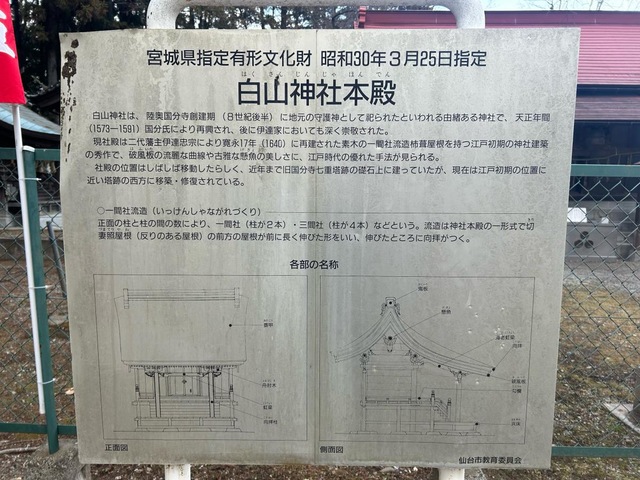 宮城県指定有形文化財 昭和30年3月25日指定
はくさんじんじゃほんでん
白山神社本殿
白山神社は、陸奥国分寺創建期(8世紀後半)に地元の守護神として祀られたといわれる由緒ある神社で、天正年間
(1573―1591)国分氏により再興され、後に伊達家においても深く崇敬された。
現社殿は二代藩主伊達忠宗により寛永17年(1640)に再建された素木の一間社流造柿葺屋根を持つ江戸初期の神社建築
の秀作で、破風板の流麗な曲線や古雅な懸魚の美しさに、江戸時代の優れた手法が見られる。
社殿の位置はしばしば移動したらしく、近年まで旧国分寺七重塔跡の礎石上に建っていたが、現在は江戸初期の位置に
近い塔跡の西方に移築・修復されている。
○一間社流造(いっけんしゃながれづくり)
正面の柱と柱の間の数により、一間社(柱が2本)・三間社(柱が4本)などという。流造は神社本殿の一形式で切
妻照屋根(反りのある屋根)の前方の屋根が前に長く伸びた形をいい、伸びたところに向拝がつく。
各部の名称
懸魚
向拝
正面図
側面図
仙台市教育委員会